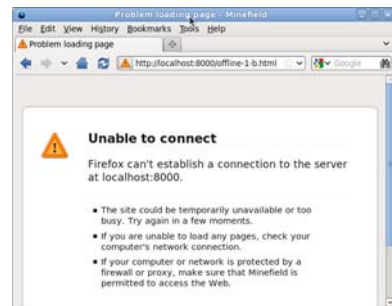 Problem loading page - Minefield
File Edit View History Bookmarks Tools Help
Problem loading page
http://localhost:8000/offline-1-b.html Google
Unable to connect
Firefox can't establish a connection to the server
at localhost:8000.
The site could be temporarily unavailable or too
busy. Try again in a few moments.
If you are unable to load any pages, check your
computer's network connection.
If your computer or network is protected by a
firewall or proxy, make sure that Minefield is
permitted to access the Web.